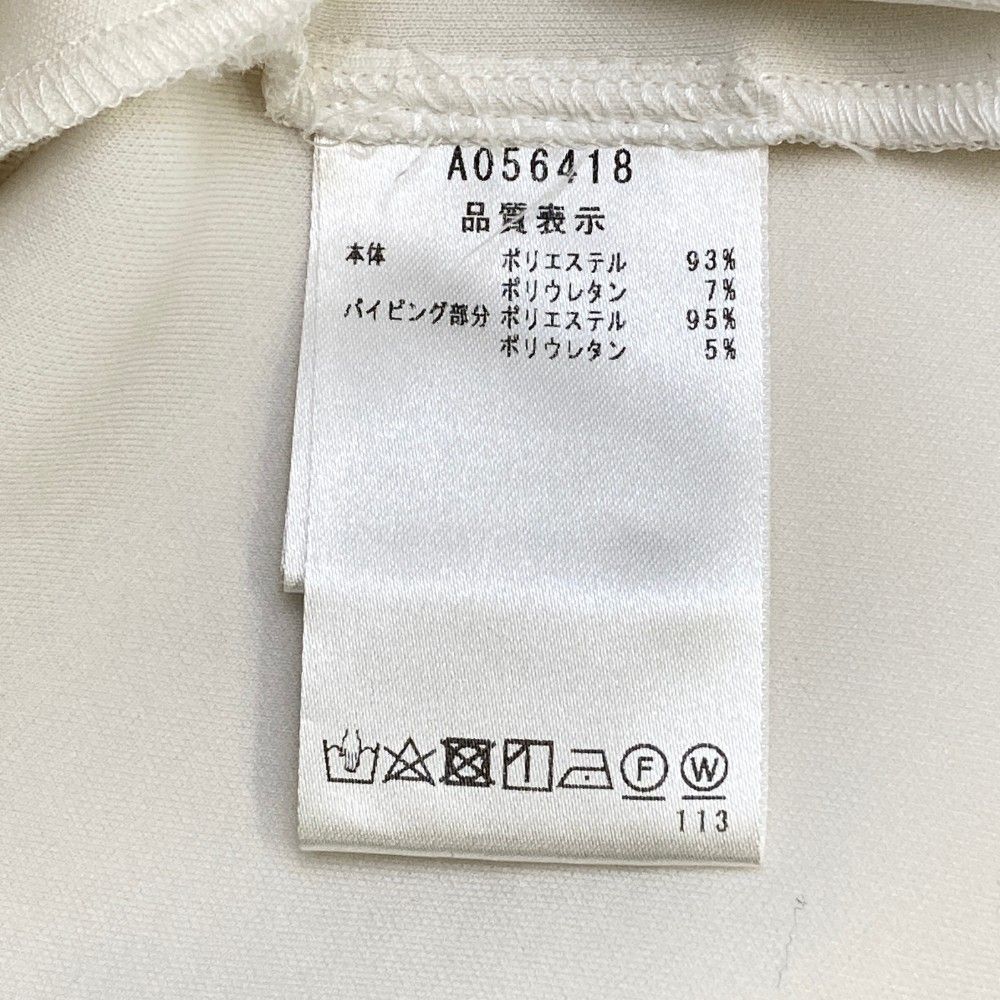 A056418
品質表示
本体 ポリエステル 93%
ポリウレタン 7%
パイピング部分 ポリエステル 95%
ポリウレタン 5%
F W
113